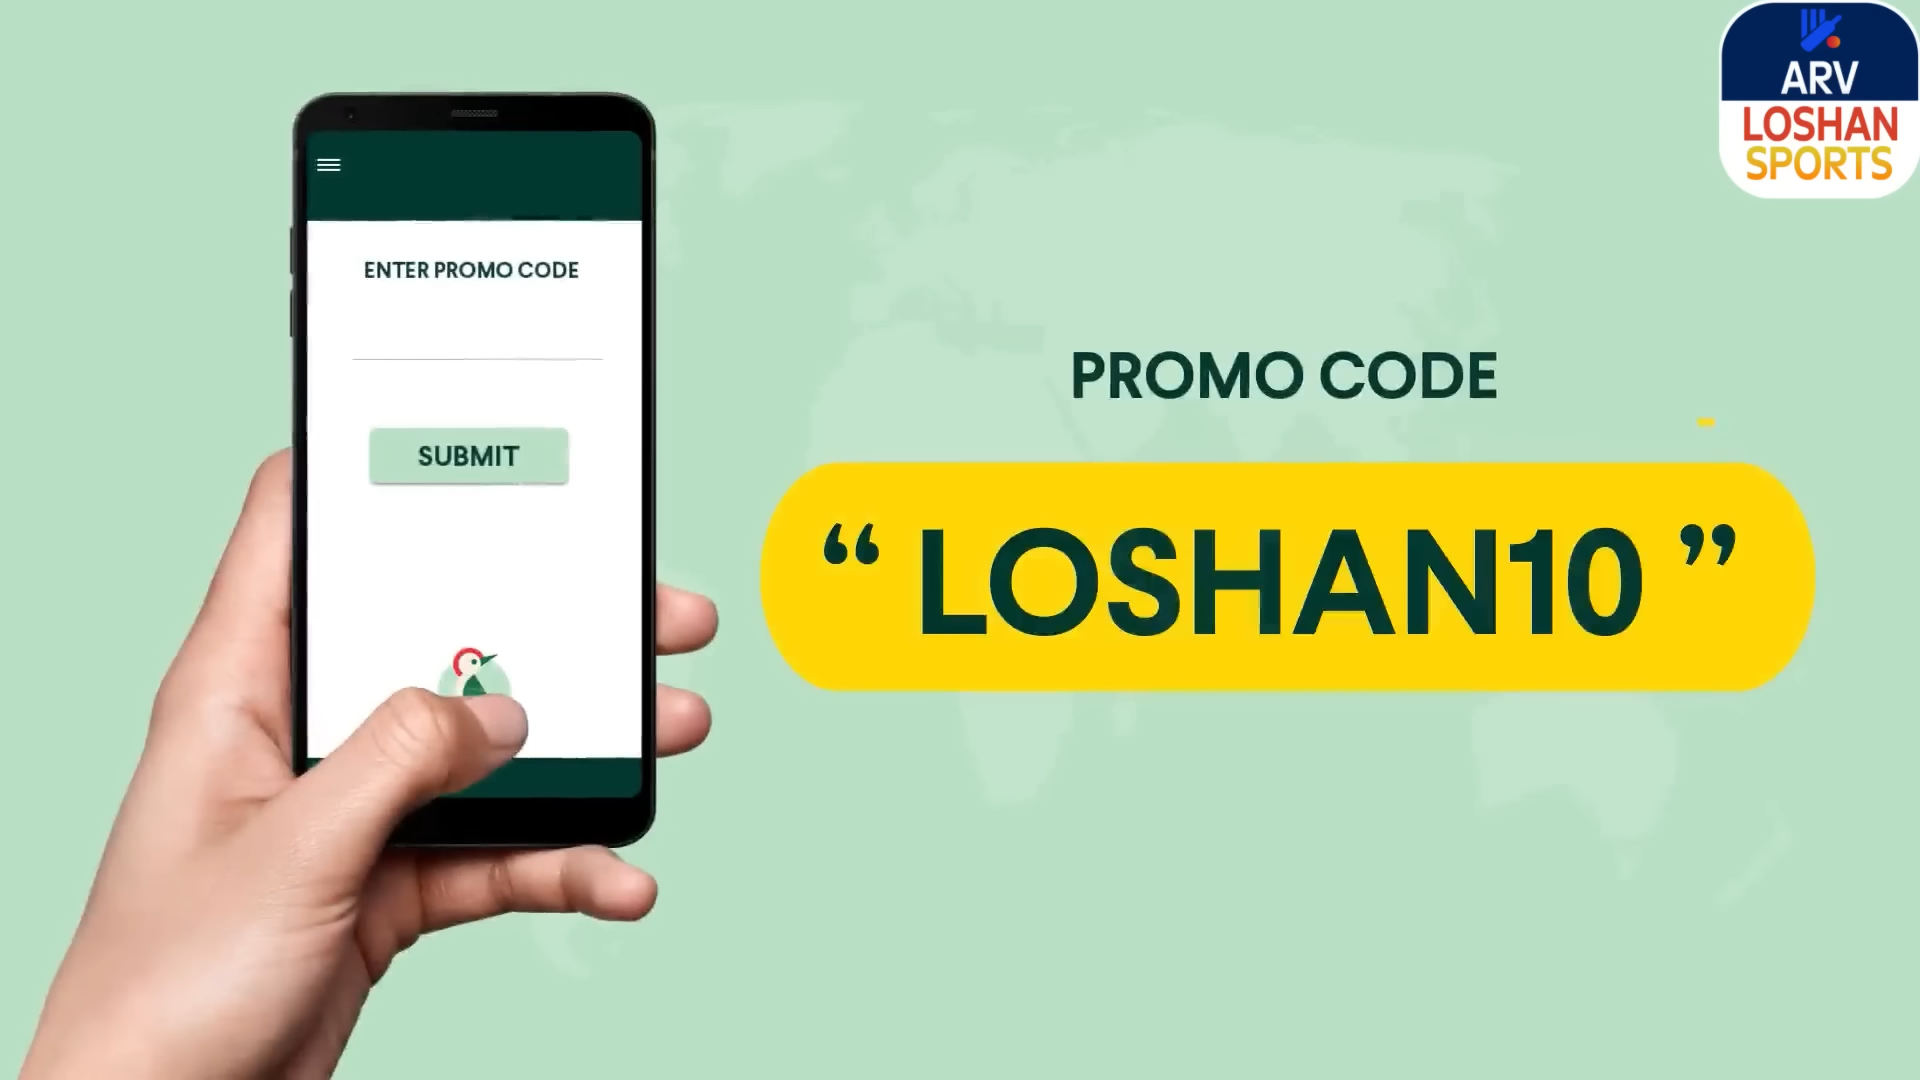 ARV
LOSHAN
SPORTS
ENTER PROMO CODE
SUBMIT
PROMO CODE
“ LOSHAN10 ”